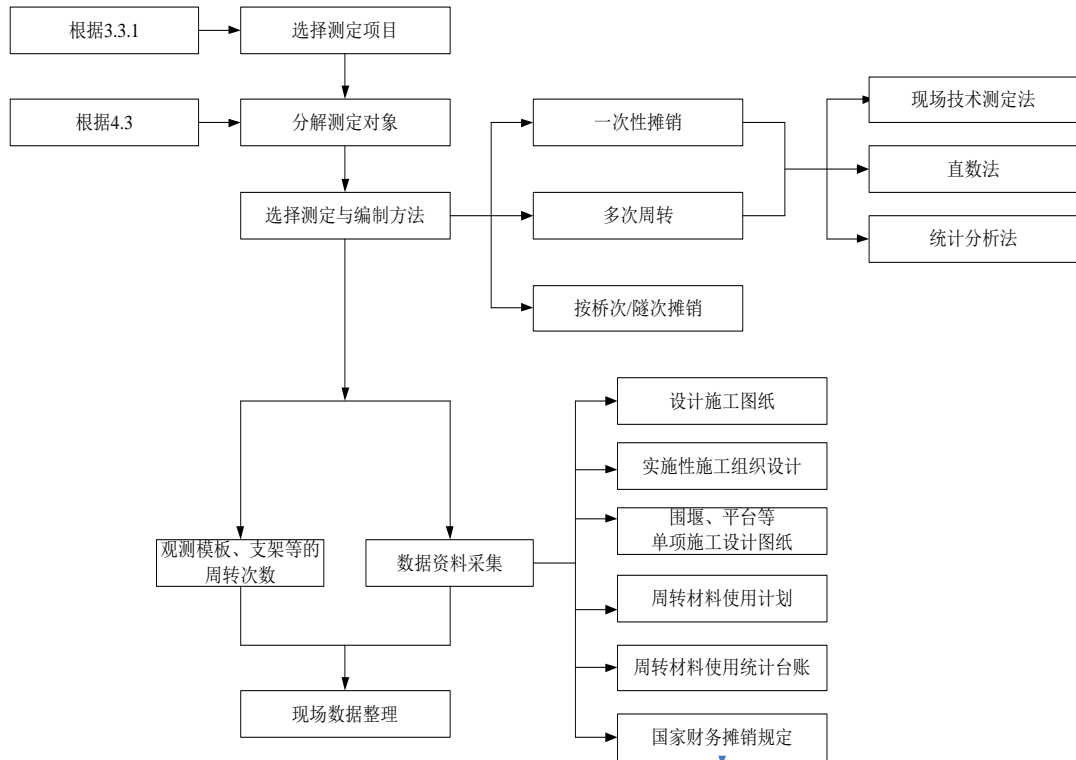 根据3.3.1
选择测定项目
根据4.3
分解测定对象
一次性摊销
现场技术测定法
直数法
选择测定与编制方法
多次周转
统计分析法
按桥次/隧次摊销
设计施工图纸
实施性施工组织设计
围堰、平台等
单项施工设计图纸
观测模板、支架等的
周转次数
数据资料采集
周转材料使用计划
周转材料使用统计台账
现场数据整理
国家财务摊销规定